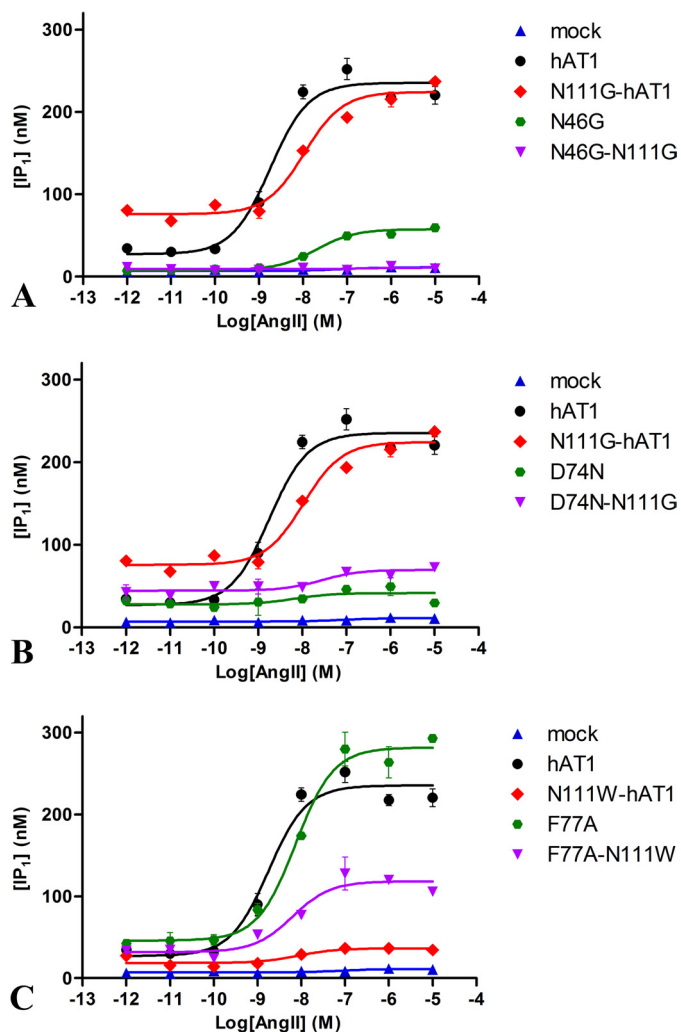 300
200
100
0
[IP1] (nM)
-13 -12 -11 -10 -9 -8 -7 -6 -5 -4
Log[AngII] (M)
A
mock
hAT1
N111G-hAT1
N46G
N46G-N111G
300
200
100
0
[IP1] (nM)
-13 -12 -11 -10 -9 -8 -7 -6 -5 -4
Log[AngII] (M)
B
mock
hAT1
N111G-hAT1
D74N
D74N-N111G
300
200
100
0
[IP1] (nM)
-13 -12 -11 -10 -9 -8 -7 -6 -5 -4
Log[AngII] (M)
C
mock
hAT1
N111W-hAT1
F77A
F77A-N111W